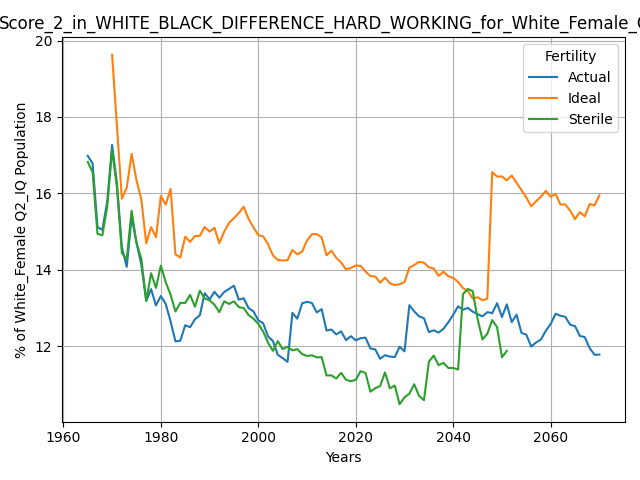 Score_2_in_WHITE_BLACK_DIFFERENCE_HARD_WORKING_for_White_Female_
20
18
16
14
12
% of White_Female Q2_IQ Population
Fertility
Actual
Ideal
Sterile
1960 1980 2000 2020 2040 2060
Years